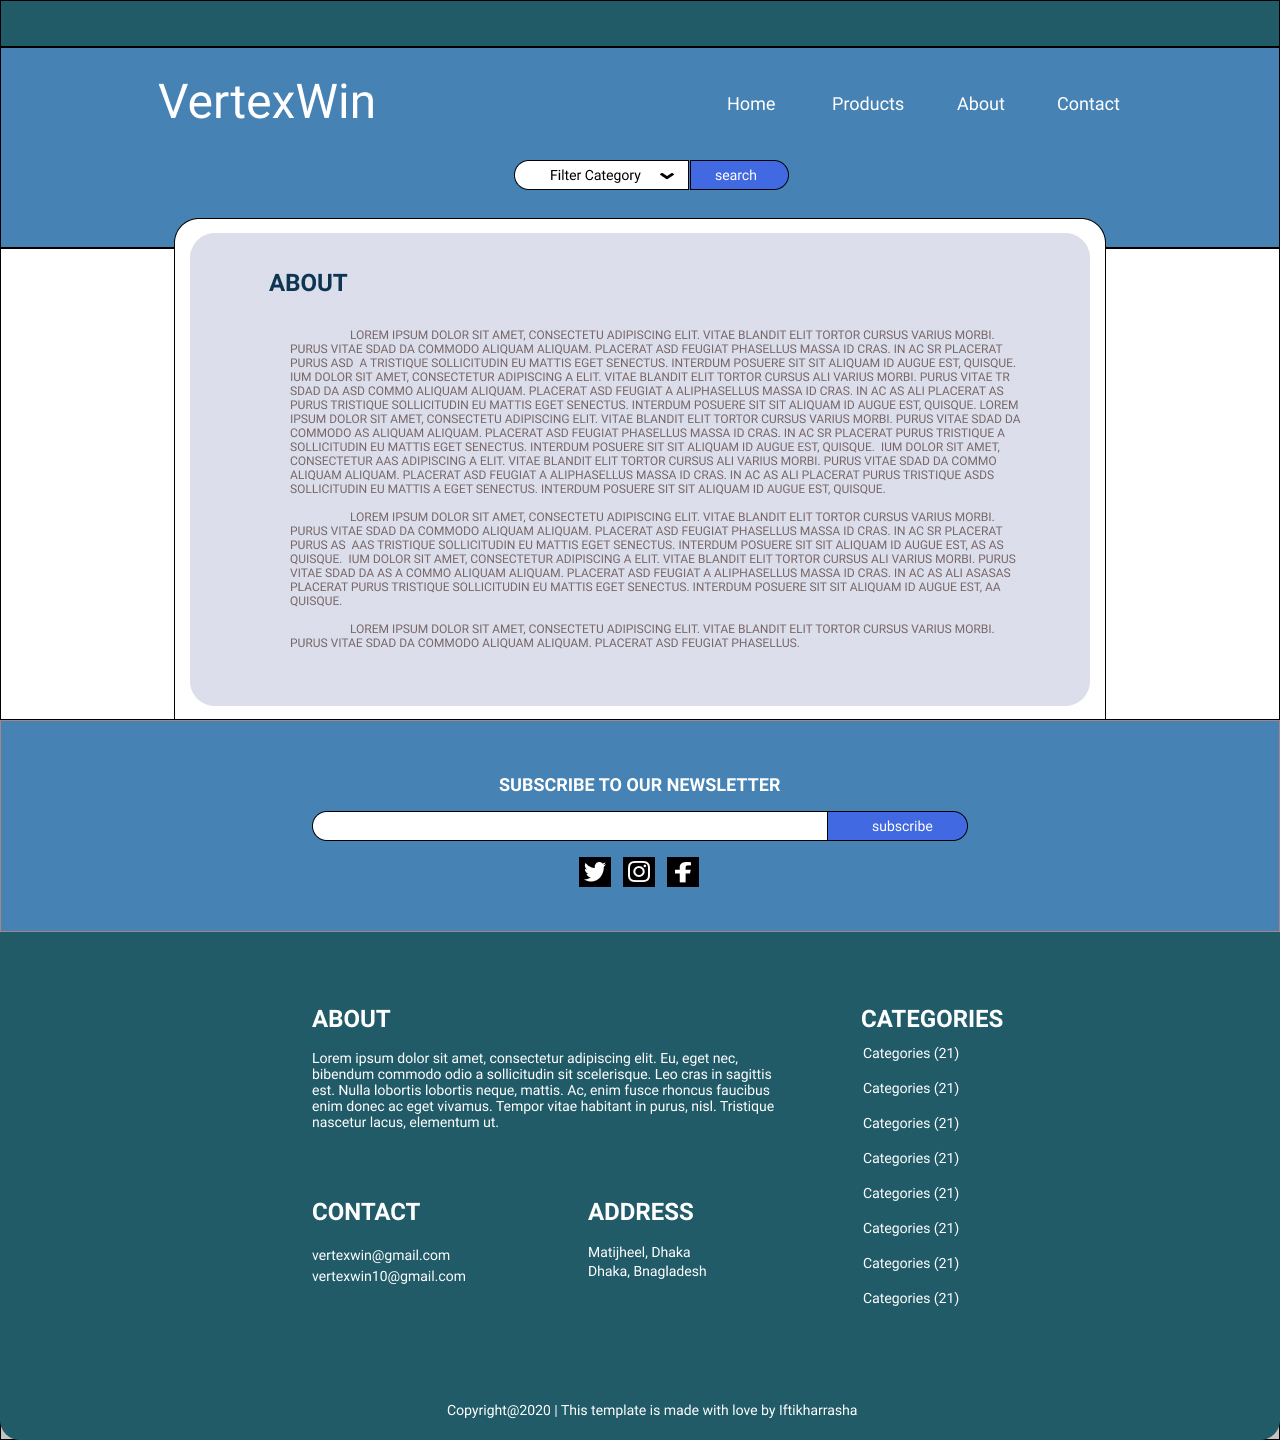 VertexWin
Home Products About Contact
Filter Category search
ABOUT
LOREM IPSUM DOLOR SIT AMET, CONSECTETU ADIPISCING ELIT. VITAE BLANDIT ELIT TORTOR CURSUS VARIUS MORBI.
PURUS VITAE SDAD DA COMMODO ALIQUAM ALIQUAM. PLACERAT ASD FEUGIAT PHASELLUS MASSA ID CRAS. IN AC SR PLACERAT
PURUS ASD  A TRISTIQUE SOLLICITUDIN EU MATTIS EGET SENECTUS. INTERDUM POSUERE SIT SIT ALIQUAM ID AUGUE EST, QUISQUE.
IUM DOLOR SIT AMET, CONSECTETUR ADIPISCING A ELIT. VITAE BLANDIT ELIT TORTOR CURSUS ALI VARIUS MORBI. PURUS VITAE TR
SDAD DA ASD COMMO ALIQUAM ALIQUAM. PLACERAT ASD FEUGIAT A ALIPHASELLUS MASSA ID CRAS. IN AC AS ALI PLACERAT AS
PURUS TRISTIQUE SOLLICITUDIN EU MATTIS EGET SENECTUS. INTERDUM POSUERE SIT SIT ALIQUAM ID AUGUE EST, QUISQUE. LOREM
IPSUM DOLOR SIT AMET, CONSECTETU ADIPISCING ELIT. VITAE BLANDIT ELIT TORTOR CURSUS VARIUS MORBI. PURUS VITAE SDAD DA
COMMODO AS ALIQUAM ALIQUAM. PLACERAT ASD FEUGIAT PHASELLUS MASSA ID CRAS. IN AC SR PLACERAT PURUS TRISTIQUE A
SOLLICITUDIN EU MATTIS EGET SENECTUS. INTERDUM POSUERE SIT SIT ALIQUAM ID AUGUE EST, QUISQUE.  IUM DOLOR SIT AMET,
CONSECTETUR AAS ADIPISCING A ELIT. VITAE BLANDIT ELIT TORTOR CURSUS ALI VARIUS MORBI. PURUS VITAE SDAD DA COMMO
ALIQUAM ALIQUAM. PLACERAT ASD FEUGIAT A ALIPHASELLUS MASSA ID CRAS. IN AC AS ALI PLACERAT PURUS TRISTIQUE ASDS
SOLLICITUDIN EU MATTIS A EGET SENECTUS. INTERDUM POSUERE SIT SIT ALIQUAM ID AUGUE EST, QUISQUE.
LOREM IPSUM DOLOR SIT AMET, CONSECTETU ADIPISCING ELIT. VITAE BLANDIT ELIT TORTOR CURSUS VARIUS MORBI.
PURUS VITAE SDAD DA COMMODO ALIQUAM ALIQUAM. PLACERAT ASD FEUGIAT PHASELLUS MASSA ID CRAS. IN AC SR PLACERAT
PURUS AS  AAS TRISTIQUE SOLLICITUDIN EU MATTIS EGET SENECTUS. INTERDUM POSUERE SIT SIT ALIQUAM ID AUGUE EST, AS AS
QUISQUE.  IUM DOLOR SIT AMET, CONSECTETUR ADIPISCING A ELIT. VITAE BLANDIT ELIT TORTOR CURSUS ALI VARIUS MORBI. PURUS
VITAE SDAD DA AS A COMMO ALIQUAM ALIQUAM. PLACERAT ASD FEUGIAT A ALIPHASELLUS MASSA ID CRAS. IN AC AS ALI ASASAS
PLACERAT PURUS TRISTIQUE SOLLICITUDIN EU MATTIS EGET SENECTUS. INTERDUM POSUERE SIT SIT ALIQUAM ID AUGUE EST, AA
QUISQUE.
LOREM IPSUM DOLOR SIT AMET, CONSECTETU ADIPISCING ELIT. VITAE BLANDIT ELIT TORTOR CURSUS VARIUS MORBI.
PURUS VITAE SDAD DA COMMODO ALIQUAM ALIQUAM. PLACERAT ASD FEUGIAT PHASELLUS.
SUBSCRIBE TO OUR NEWSLETTER
subscribe
ABOUT
Lorem ipsum dolor sit amet, consectetur adipiscing elit. Eu, eget nec,
bibendum commodo odio a sollicitudin sit scelerisque. Leo cras in sagittis
est. Nulla lobortis lobortis neque, mattis. Ac, enim fusce rhoncus faucibus
enim donec ac eget vivamus. Tempor vitae habitant in purus, nisl. Tristique
nascetur lacus, elementum ut.
CONTACT
vertexwin@gmail.com
vertexwin10@gmail.com
ADDRESS
Matijheel, Dhaka
Dhaka, Bnagladesh
CATEGORIES
Categories (21)
Categories (21)
Categories (21)
Categories (21)
Categories (21)
Categories (21)
Categories (21)
Categories (21)
Copyright@2020 | This template is made with love by Iftikharrasha